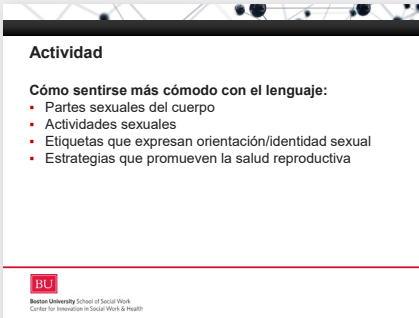 Actividad
Cómo sentirse más cómodo con el lenguaje:
▪ Partes sexuales del cuerpo
▪ Actividades sexuales
▪ Etiquetas que expresan orientación/identidad sexual
▪ Estrategias que promueven la salud reproductiva
BU
Boston University School of Social Work
Center for Innovation in Social Work & Health